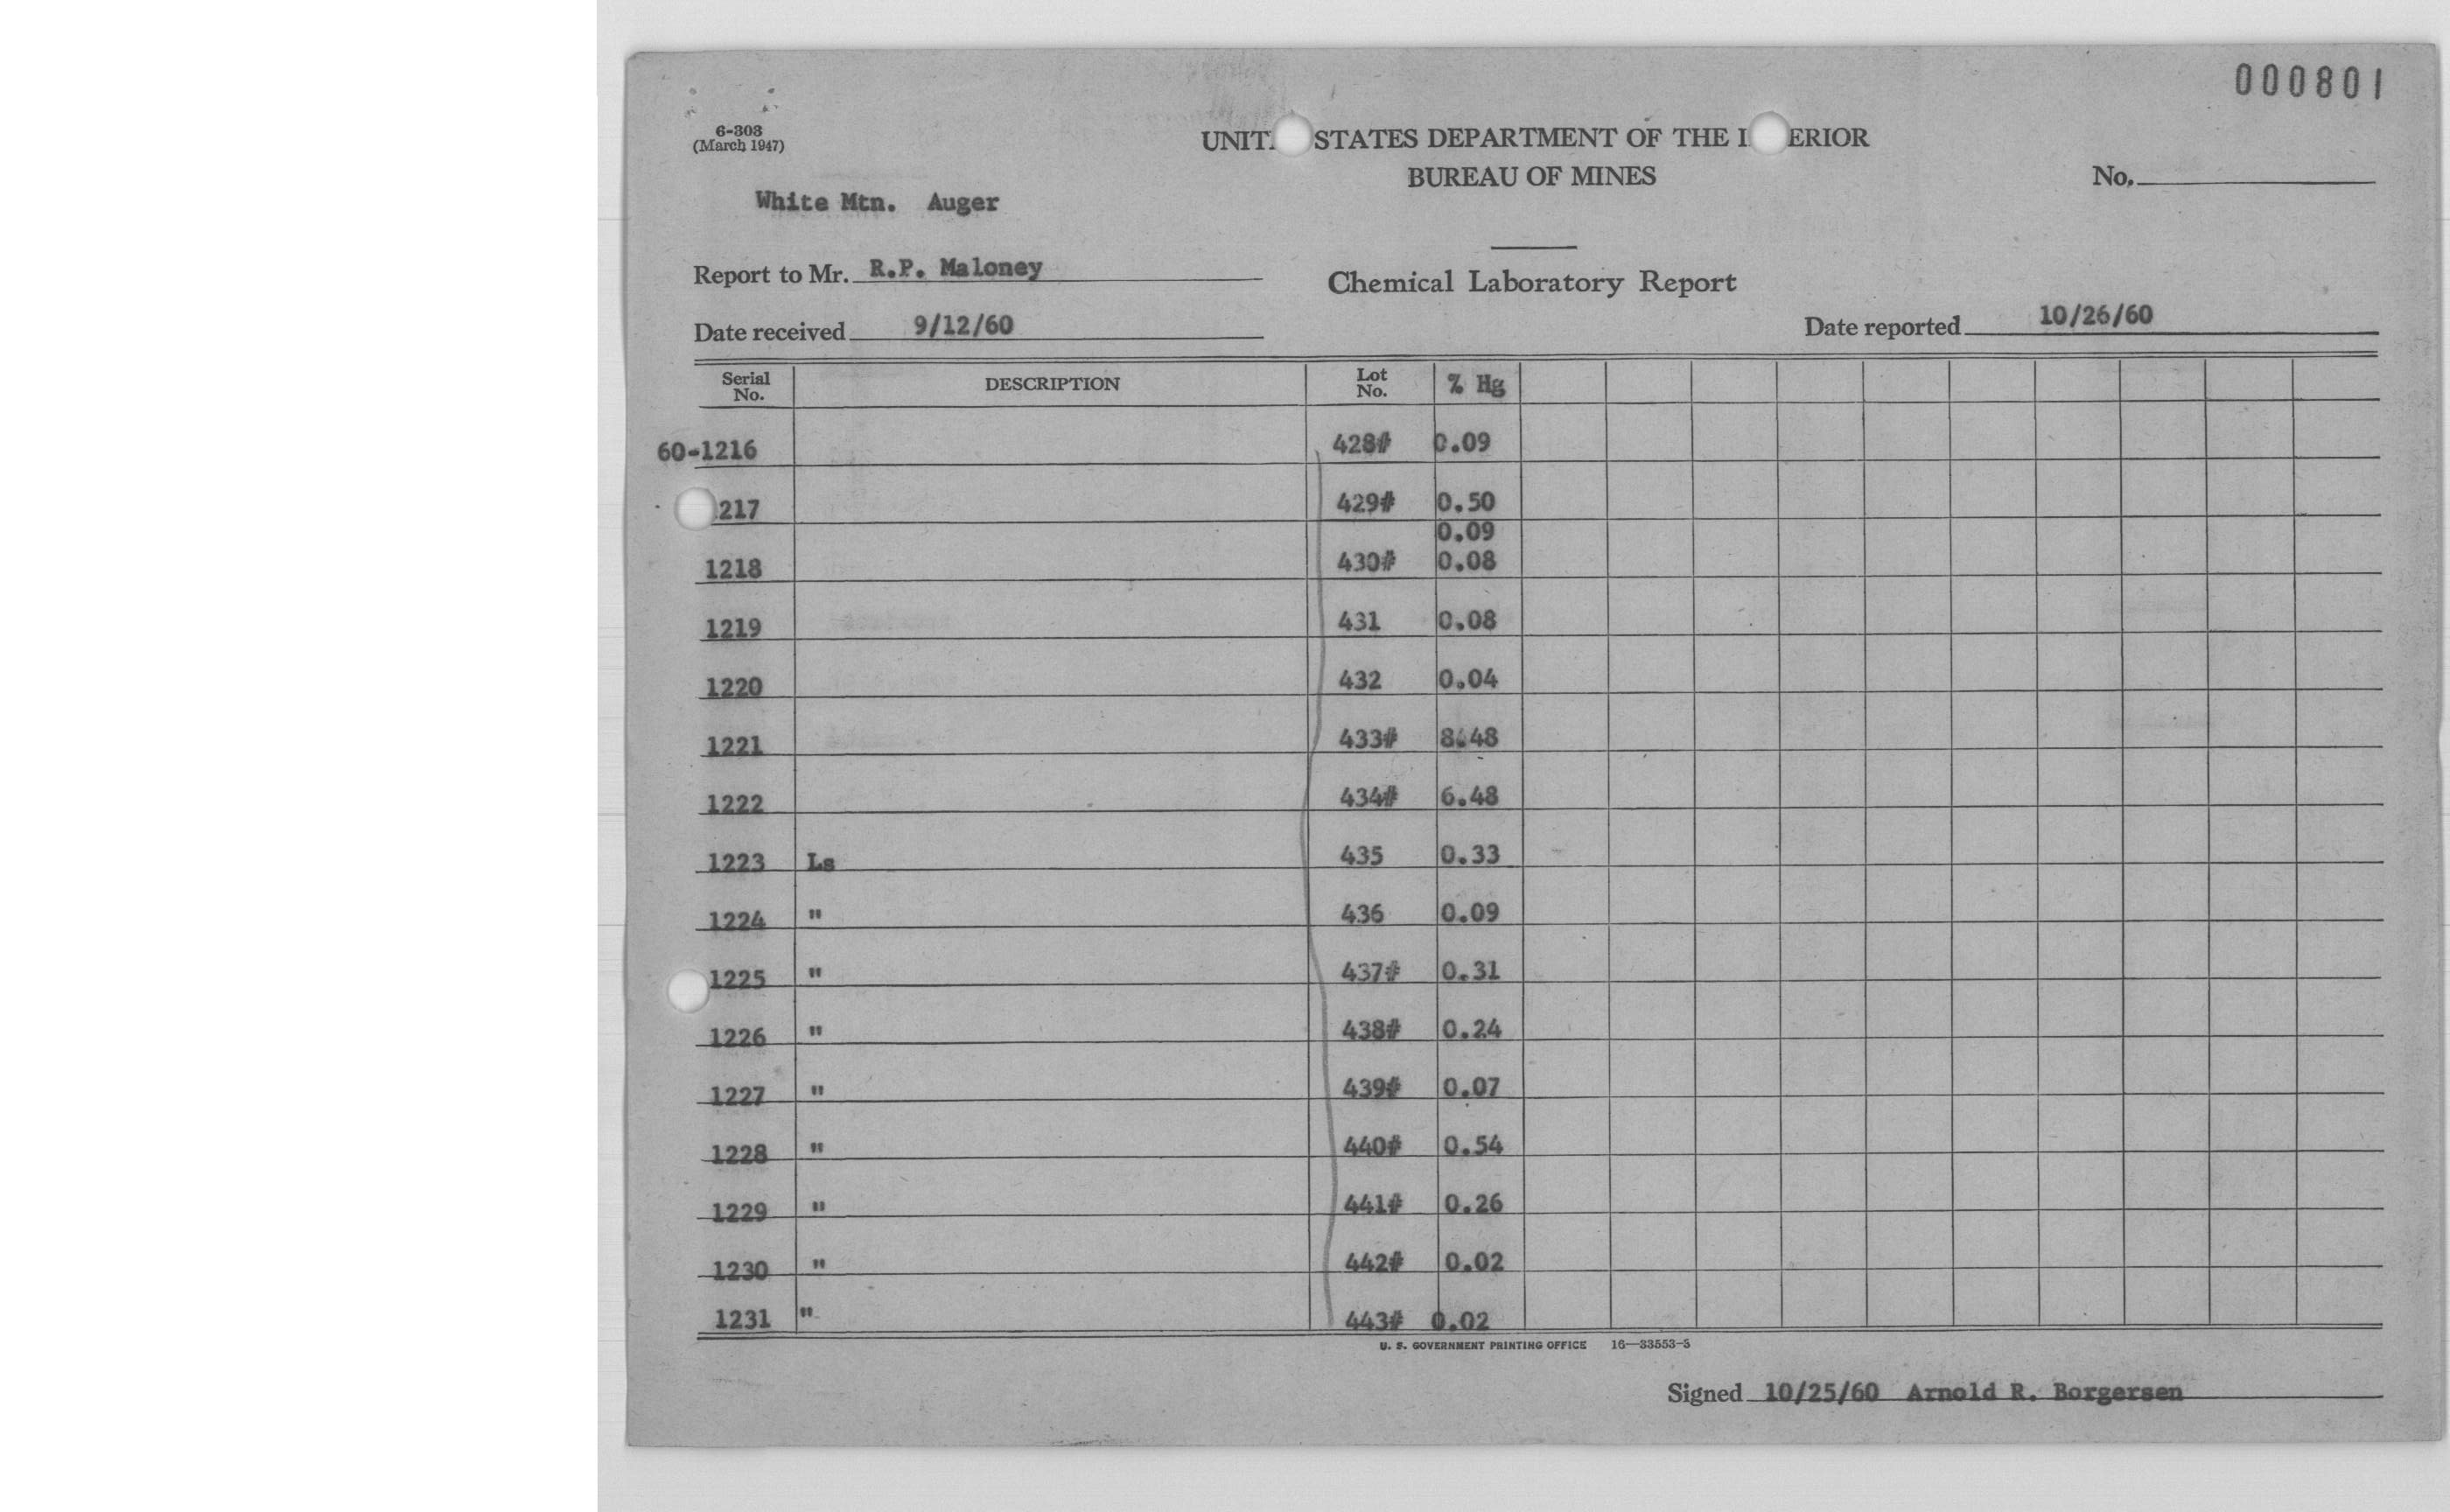 000801
6-303
(March 1947)
UNIT STATES DEPARTMENT OF THE I ERIOR
BUREAU OF MINES
No.
White Mtn. Auger
Report to Mr. R.P. Maloney
Chemical Laboratory Report
Date received 9/12/60
Date reported 10/26/60
Serial No. DESCRIPTION Lot No. % Hg
60-1216 428# 0.09
217 429# 0.50
0.09
1218 430# 0.08
1219 431 0.08
1220 432 0.04
1221 433# 8.48
1222 434# 6.48
1223 Ls 435 0.33
1224 " 436 0.09
1225 " 437# 0.31
1226 " 438# 0.24
1227 " 439# 0.07
1228 " 440# 0.54
1229 " 441# 0.26
1230 " 442# 0.02
1231 " 443# 0.02
U. S. GOVERNMENT PRINTING OFFICE 16—33553-3
Signed 10/25/60 Arnold R. Borgersen